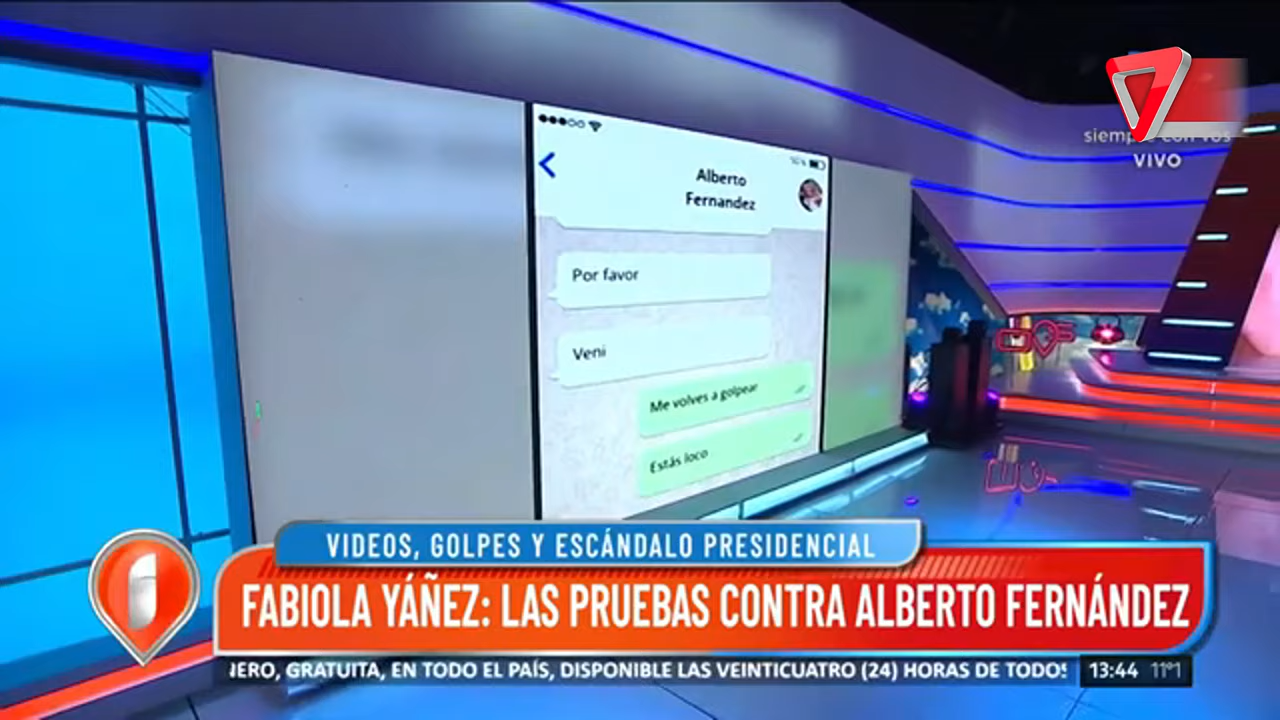 siempre con vos
VIVO
Alberto
Fernandez
Por favor
Veni
Me volves a golpear
Estás loco
VIDEOS, GOLPES Y ESCÁNDALO PRESIDENCIAL
FABIOLA YÁÑEZ: LAS PRUEBAS CONTRA ALBERTO FERNÁNDEZ
GRATUITA, EN TODO EL PAÍS, DISPONIBLE LAS VEINTICUATRO (24) HORAS DE TODOS
13:44 11°1